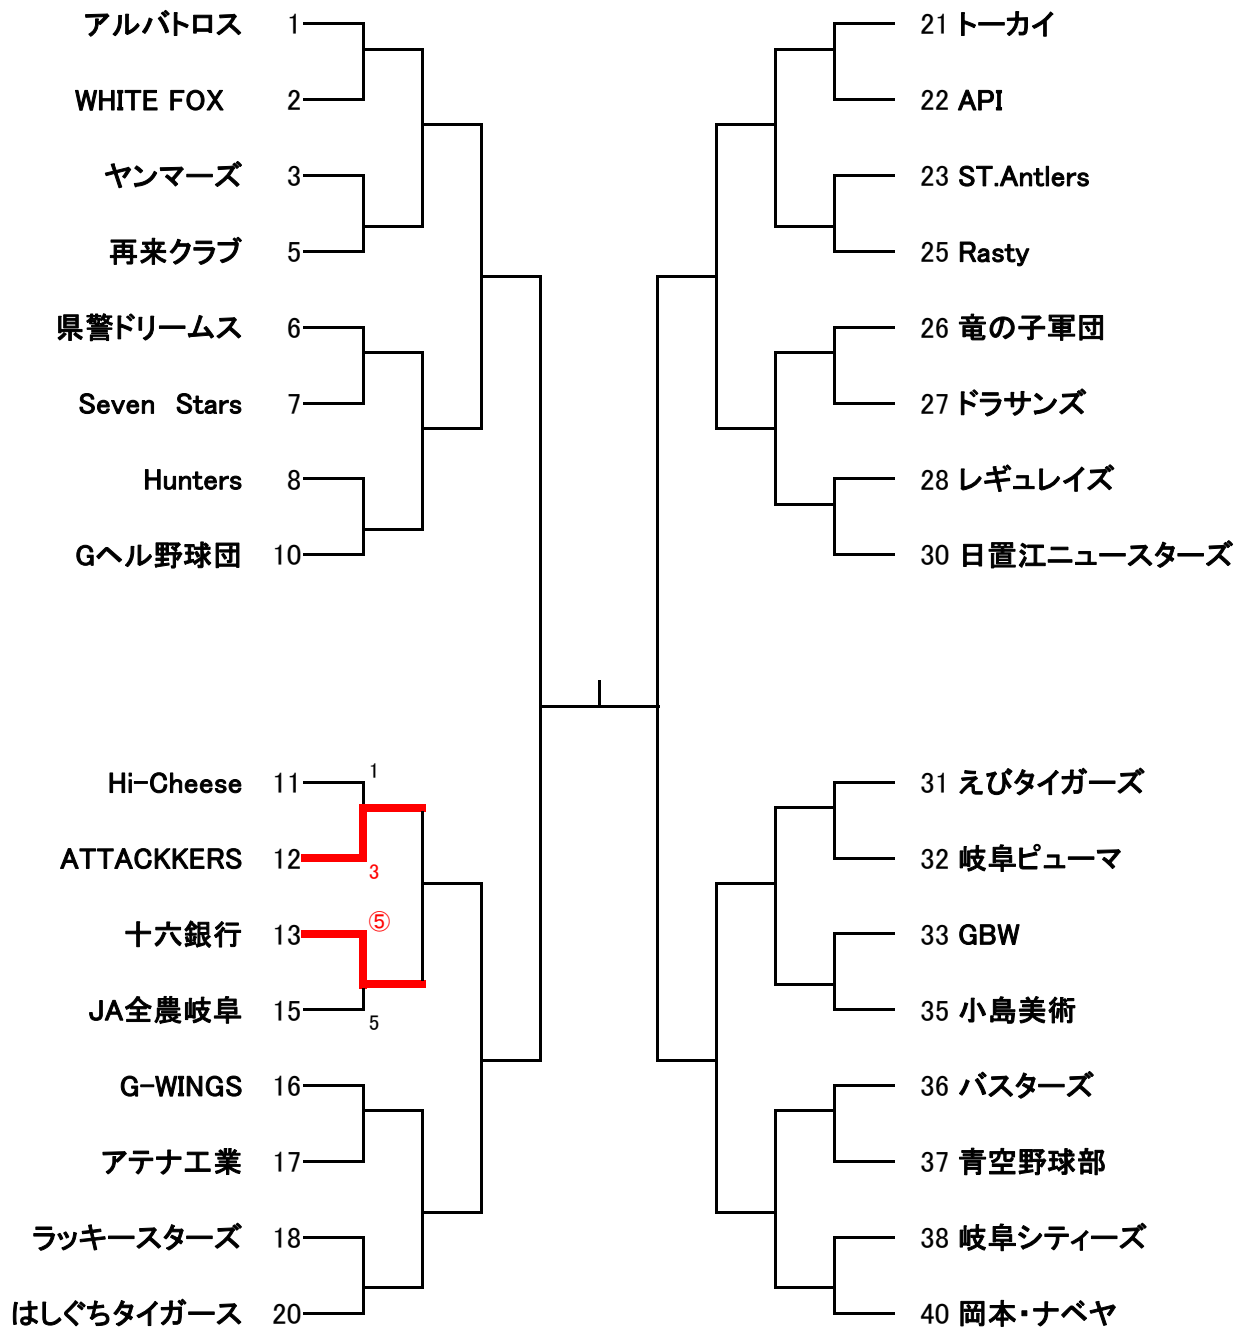 アルバトロス 1
WHITE FOX 2
ヤンマーズ 3
再来クラブ 5
県警ドリームス 6
Seven Stars 7
Hunters 8
Gヘル野球団 10
Hi-Cheese 11
1
ATTACKKERS 12
3
十六銀行 13
⑤
JA全農岐阜 15
5
G-WINGS 16
アテナ工業 17
ラッキースターズ 18
はしぐちタイガース 20
21 トーカイ
22 API
23 ST.Antlers
25 Rasty
26 竜の子軍団
27 ドラサンズ
28 レギュレイズ
30 日置江ニュースターズ
31 えびタイガーズ
32 岐阜ピューマ
33 GBW
35 小島美術
36 バスターズ
37 青空野球部
38 岐阜シティーズ
40 岡本・ナベヤ